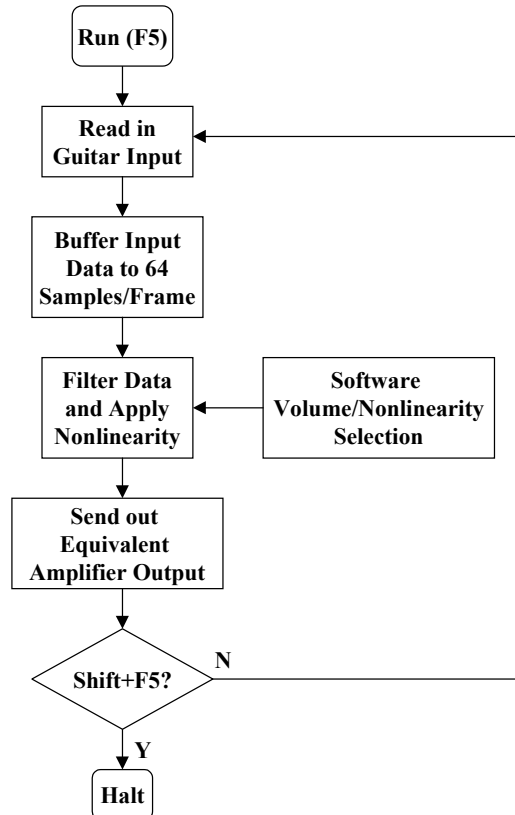 Run (F5)
Read in
Guitar Input
Buffer Input
Data to 64
Samples/Frame
Filter Data
and Apply
Nonlinearity
Software
Volume/Nonlinearity
Selection
Send out
Equivalent
Amplifier Output
Shift+F5?
N
Y
Halt